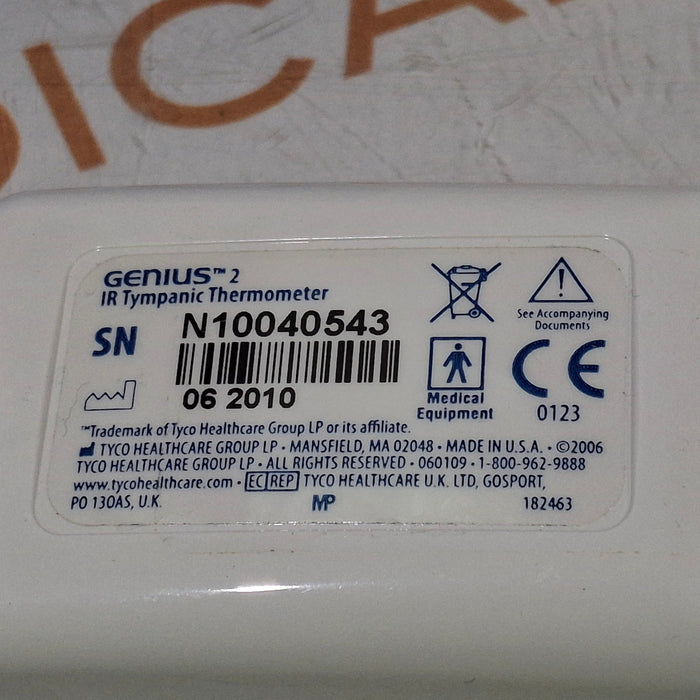 DICA
GENIUS™ 2
IR Tympanic Thermometer
SN N10040543
06 2010
See Accompanying
Documents
Medical
Equipment
CE
0123
™Trademark of Tyco Healthcare Group LP or its affiliate.
TYCO HEALTHCARE GROUP LP • MANSFIELD, MA 02048 • MADE IN U.S.A. • ©2006
TYCO HEALTHCARE GROUP LP • ALL RIGHTS RESERVED • 060109 • 1-800-962-9888
www.tycohealthcare.com • EC REP TYCO HEALTHCARE U.K. LTD, GOSPORT,
PO 130AS, U.K. MP 182463